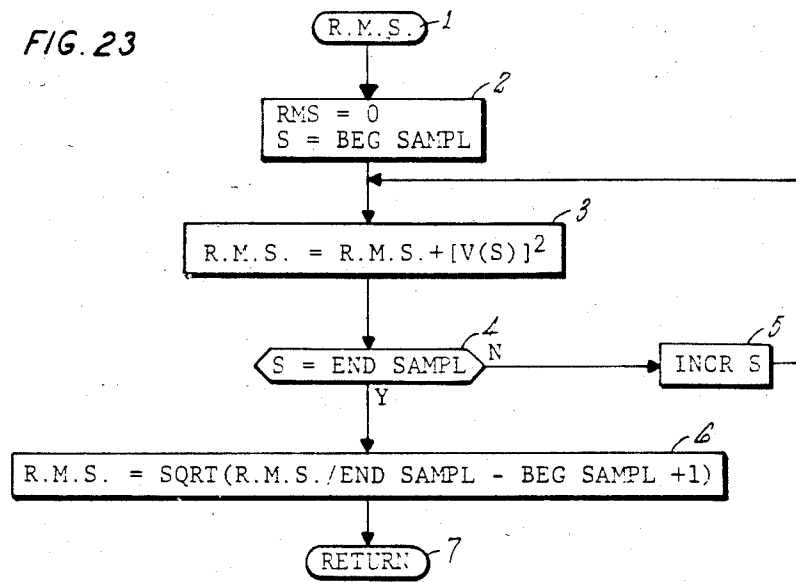 FIG. 23
R.M.S. 1
2
RMS = 0
S = BEG SAMPL
3
R.M.S. = R.M.S.+[V(S)]²
4
S = END SAMPL N
5
INCR S
Y
6
R.M.S. = SQRT(R.M.S./END SAMPL - BEG SAMPL +1)
RETURN 7